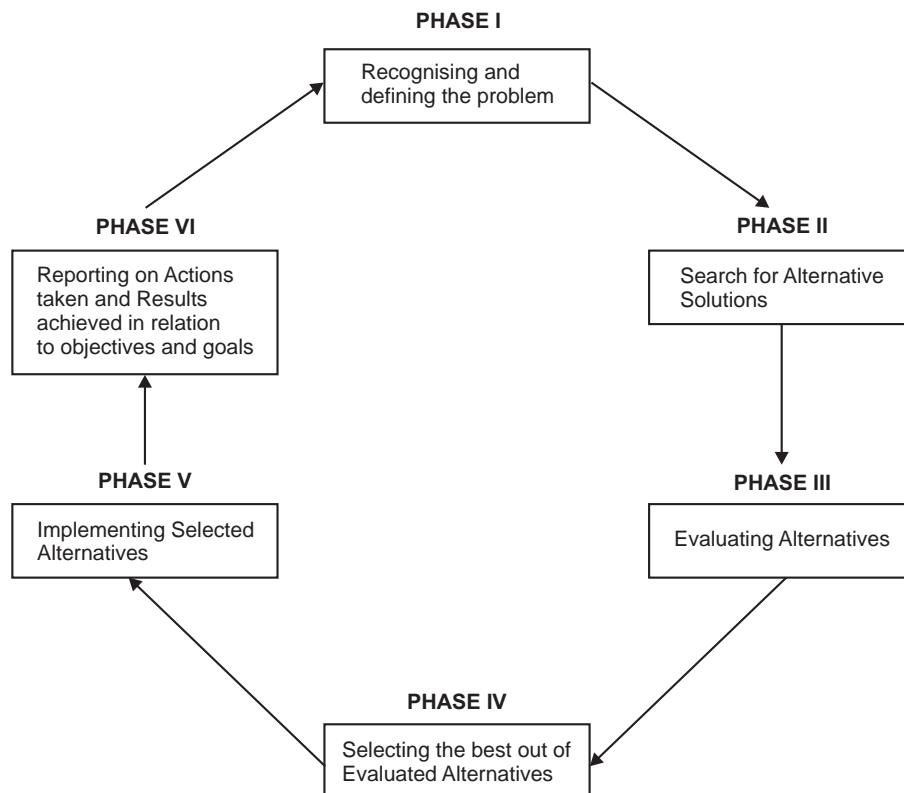 PHASE I
Recognising and
defining the problem
PHASE II
Search for Alternative
Solutions
PHASE III
Evaluating Alternatives
PHASE IV
Selecting the best out of
Evaluated Alternatives
PHASE V
Implementing Selected
Alternatives
PHASE VI
Reporting on Actions
taken and Results
achieved in relation
to objectives and goals